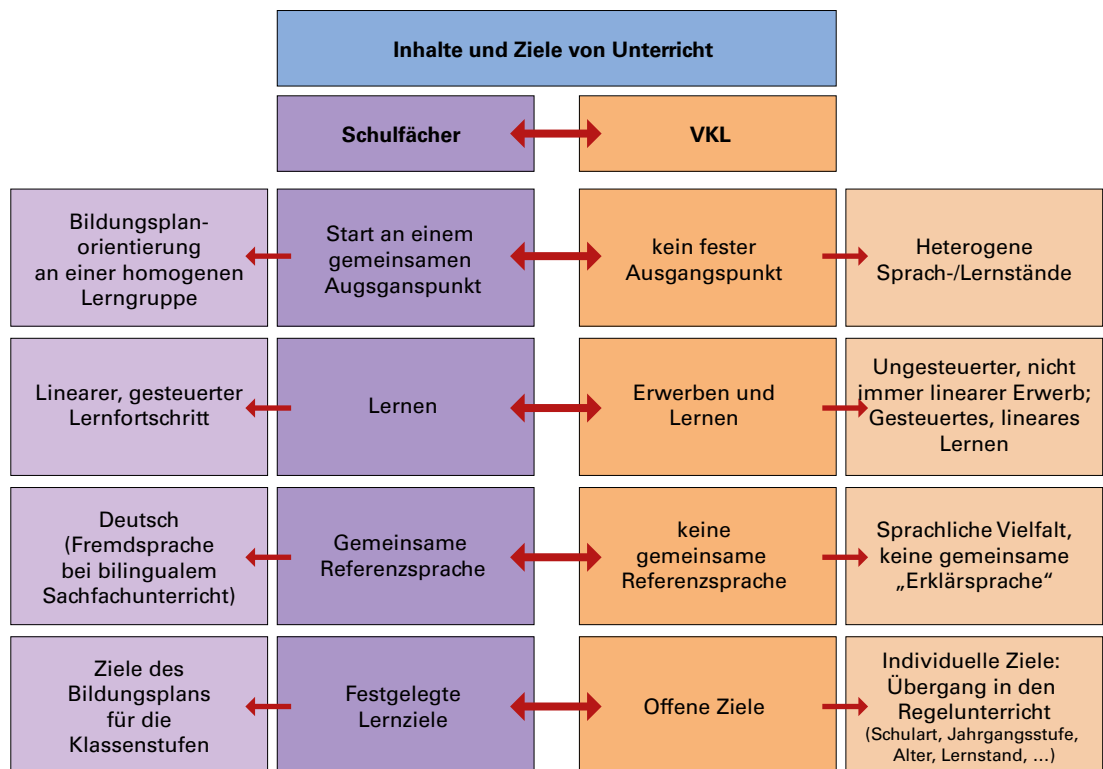 Inhalte und Ziele von Unterricht
Schulfächer
VKL
Bildungsplan-
orientierung
an einer homogenen
Lerngruppe
Start an einem
gemeinsamen
Augsganspunkt
kein fester
Ausgangspunkt
Heterogene
Sprach-/Lernstände
Linearer, gesteuerter
Lernfortschritt
Lernen
Erwerben und
Lernen
Ungesteuerter, nicht
immer linearer Erwerb;
Gesteuertes, lineares
Lernen
Deutsch
(Fremdsprache
bei bilingualem
Sachfachunterricht)
Gemeinsame
Referenzsprache
keine
gemeinsame
Referenzsprache
Sprachliche Vielfalt,
keine gemeinsame
„Erklärsprache“
Ziele des
Bildungsplans
für die
Klassenstufen
Festgelegte
Lernziele
Offene Ziele
Individuelle Ziele:
Übergang in den
Regelunterricht
(Schulart, Jahrgangsstufe,
Alter, Lernstand, ...)